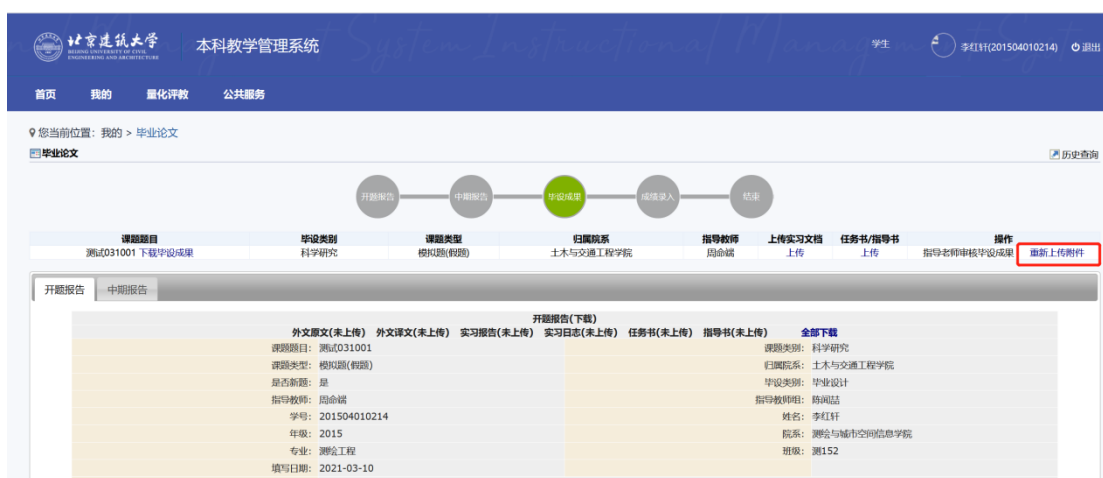 北京建筑大学 本科教学管理系统 学生 李红轩(201504010214) 退出
BEIJING UNIVERSITY OF CIVIL
ENGINEERING AND ARCHITECTURE
首页 我的 量化评教 公共服务
您当前位置：我的 > 毕业论文
毕业论文 历史查询
开题报告 中期报告 毕设成果 成绩录入 结束
课题题目 毕设类别 课题类型 归属院系 指导教师 上传实习文档 任务书/指导书 操作
测试031001 下载毕设成果 科学研究 模拟题(假题) 土木与交通工程学院 周命端 上传 上传 指导老师审核毕设成果 重新上传附件
开题报告 中期报告
开题报告(下载)
外文原文(未上传) 外文译文(未上传) 实习报告(未上传) 实习日志(未上传) 任务书(未上传) 指导书(未上传) 全部下载
课题题目： 测试031001 课题类别： 科学研究
课题类型： 模拟题(假题) 归属院系： 土木与交通工程学院
是否新题： 是 毕设类别： 毕业设计
指导教师： 周命端 指导教师组： 陈闻喆
学号： 201504010214 姓名： 李红轩
年级： 2015 院系： 测绘与城市空间信息学院
专业： 测绘工程 班级： 测152
填写日期： 2021-03-10